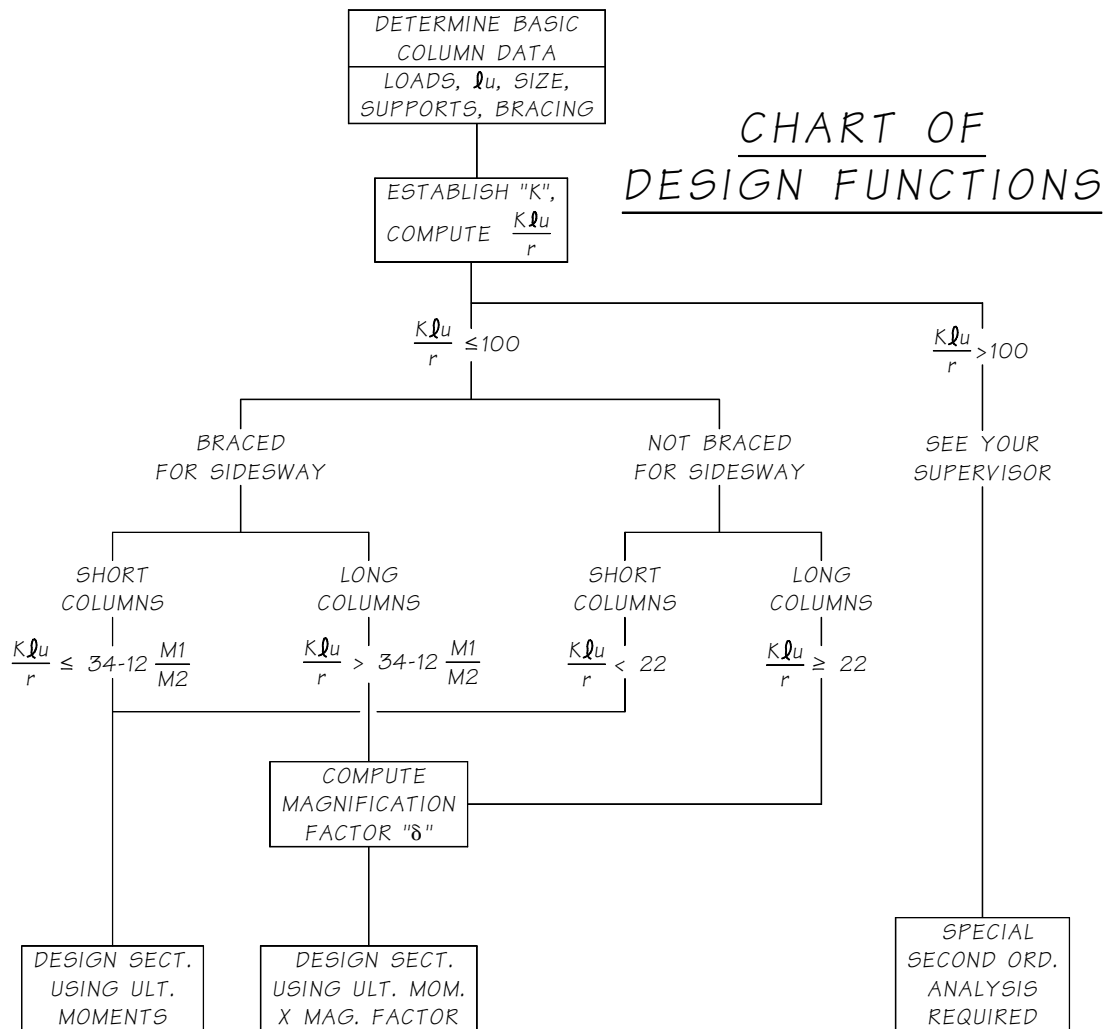 DETERMINE BASIC
COLUMN DATA
LOADS, ℓu, SIZE,
SUPPORTS, BRACING
CHART OF
DESIGN FUNCTIONS
ESTABLISH "K",
COMPUTE Kℓu/r
Kℓu/r ≤100
Kℓu/r >100
BRACED
FOR SIDESWAY
NOT BRACED
FOR SIDESWAY
SEE YOUR
SUPERVISOR
SHORT
COLUMNS
Kℓu/r ≤ 34-12 M1/M2
LONG
COLUMNS
Kℓu/r > 34-12 M1/M2
SHORT
COLUMNS
Kℓu/r < 22
LONG
COLUMNS
Kℓu/r ≥ 22
COMPUTE
MAGNIFICATION
FACTOR "δ"
DESIGN SECT.
USING ULT.
MOMENTS
DESIGN SECT.
USING ULT. MOM.
X MAG. FACTOR
SPECIAL
SECOND ORD.
ANALYSIS
REQUIRED